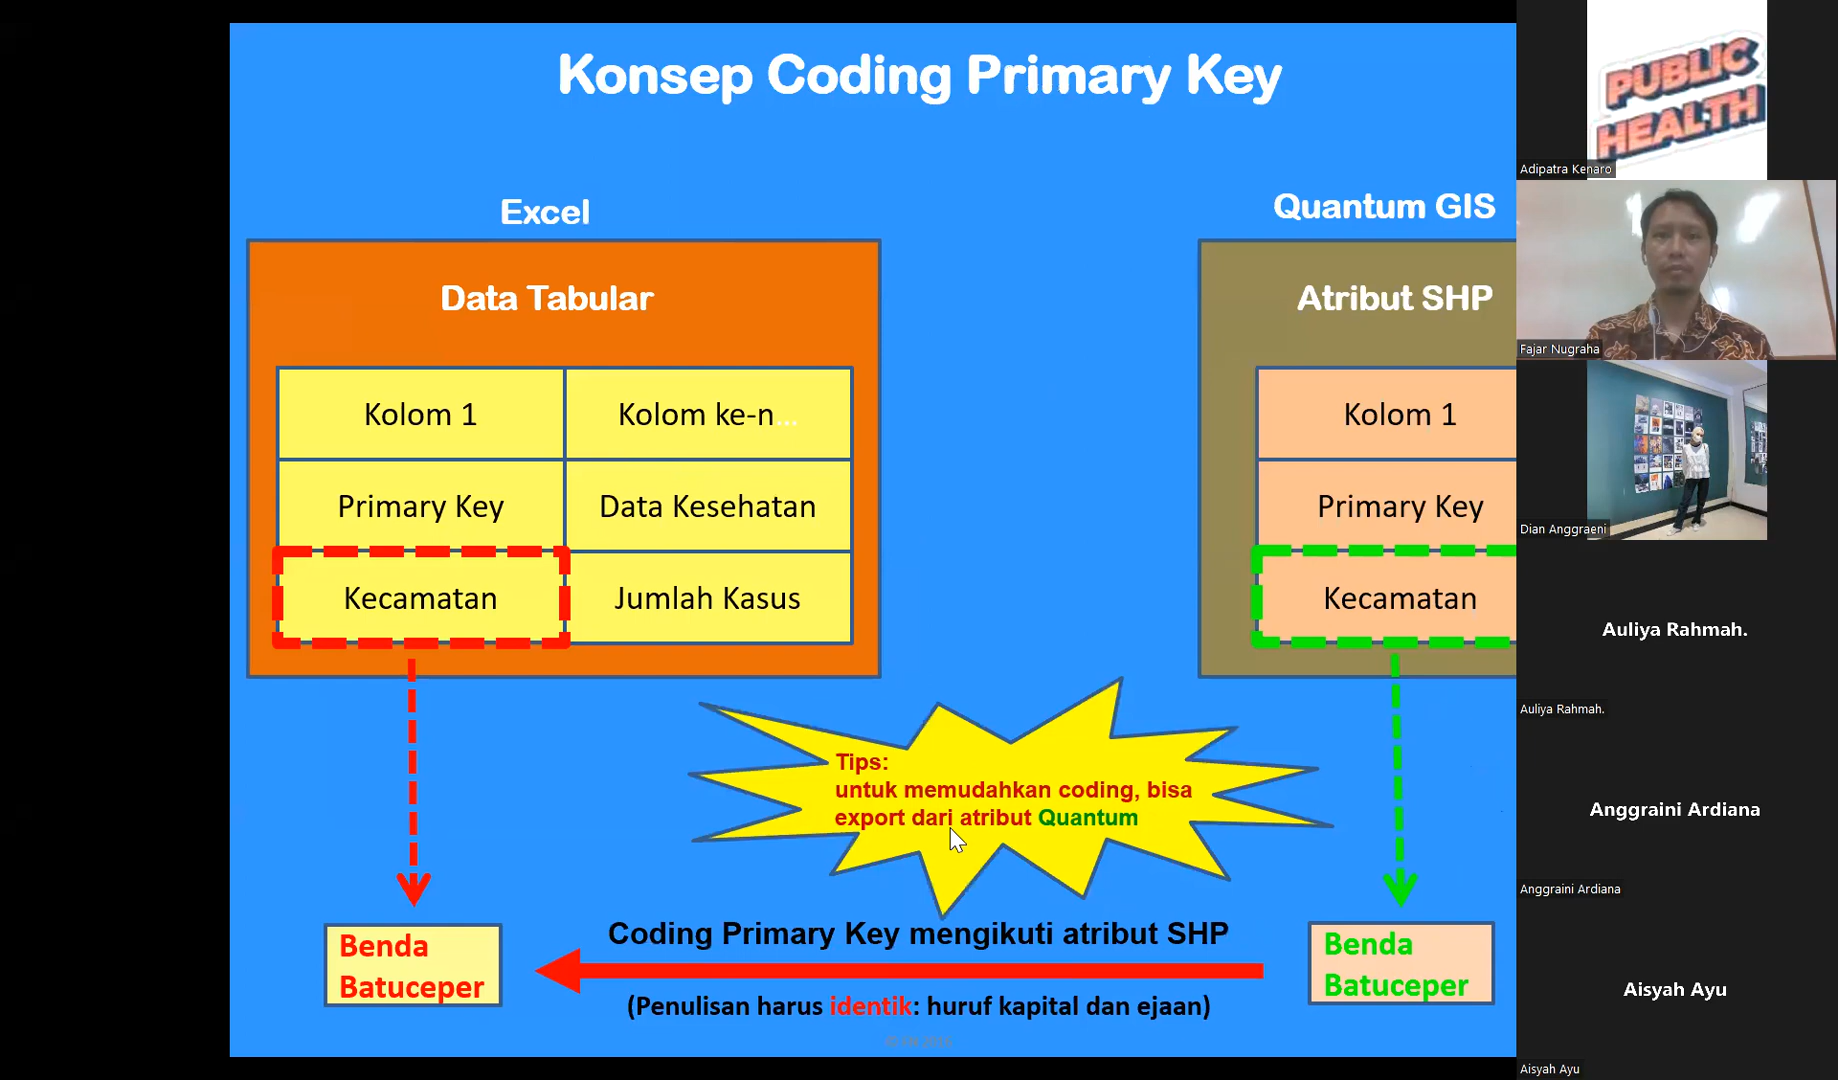 Konsep Coding Primary Key
Excel
Quantum GIS
Data Tabular
Atribut SHP
Kolom 1
Kolom ke-n...
Kolom 1
Primary Key
Data Kesehatan
Primary Key
Kecamatan
Jumlah Kasus
Kecamatan
Tips:
untuk memudahkan coding, bisa
export dari atribut Quantum
Coding Primary Key mengikuti atribut SHP
(Penulisan harus identik: huruf kapital dan ejaan)
Benda
Batuceper
Benda
Batuceper
PUBLIC
HEALTH
Adipatra Kenaro
Fajar Nugraha
Dian Anggraeni
Auliya Rahmah.
Auliya Rahmah.
Anggraini Ardiana
Anggraini Ardiana
Aisyah Ayu
Aisyah Ayu